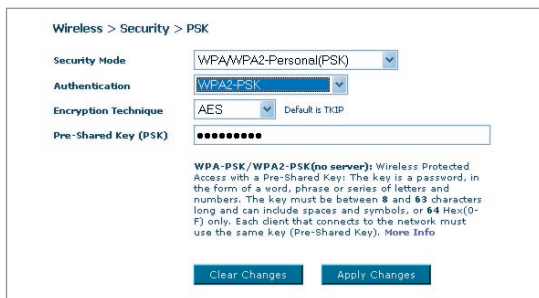 Wireless > Security > PSK
Security Mode WPA/WPA2-Personal(PSK)
Authentication WPA2-PSK
Encryption Technique AES Default is TKIP
Pre-Shared Key (PSK) ●●●●●●●●●
WPA-PSK/WPA2-PSK(no server): Wireless Protected
Access with a Pre-Shared Key: The key is a password, in
the form of a word, phrase or series of letters and
numbers. The key must be between 8 and 63 characters
long and can include spaces and symbols, or 64 Hex(0-
F) only. Each client that connects to the network must
use the same key (Pre-Shared Key). More Info
Clear Changes Apply Changes